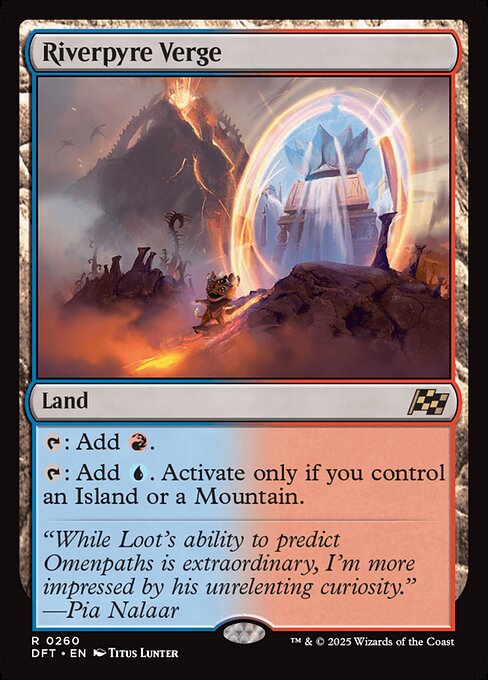 Riverpyre Verge
Land
: Add .
: Add . Activate only if you control
an Island or a Mountain.
“While Loot’s ability to predict
Omenpaths is extraordinary, I’m more
impressed by his unrelenting curiosity.”
—Pia Nalaar
R 0260
DFT • EN Titus Lunter
™ & © 2025 Wizards of the Coast